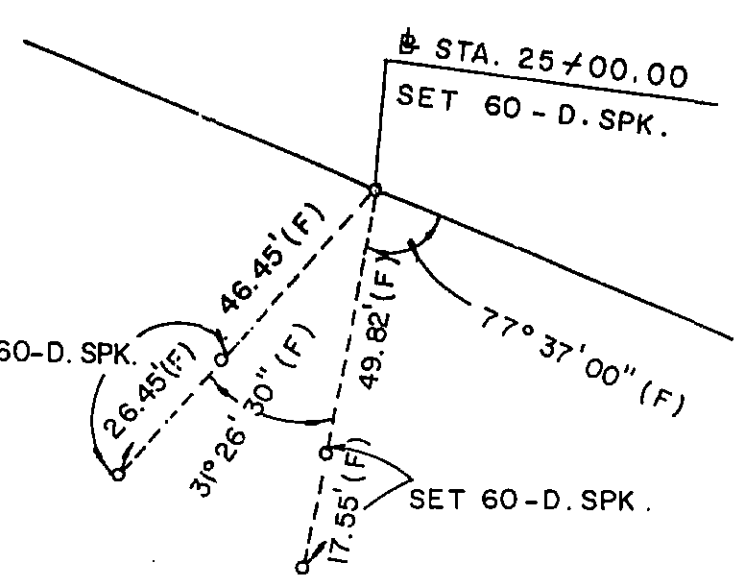 ℄ STA. 25+00.00
SET 60-D. SPK.
46.45'(F)
49.82'(F)
77°37'00"(F)
60-D. SPK.
26.45'(F)
31°26'30"(F)
17.55'(F)
SET 60-D. SPK.